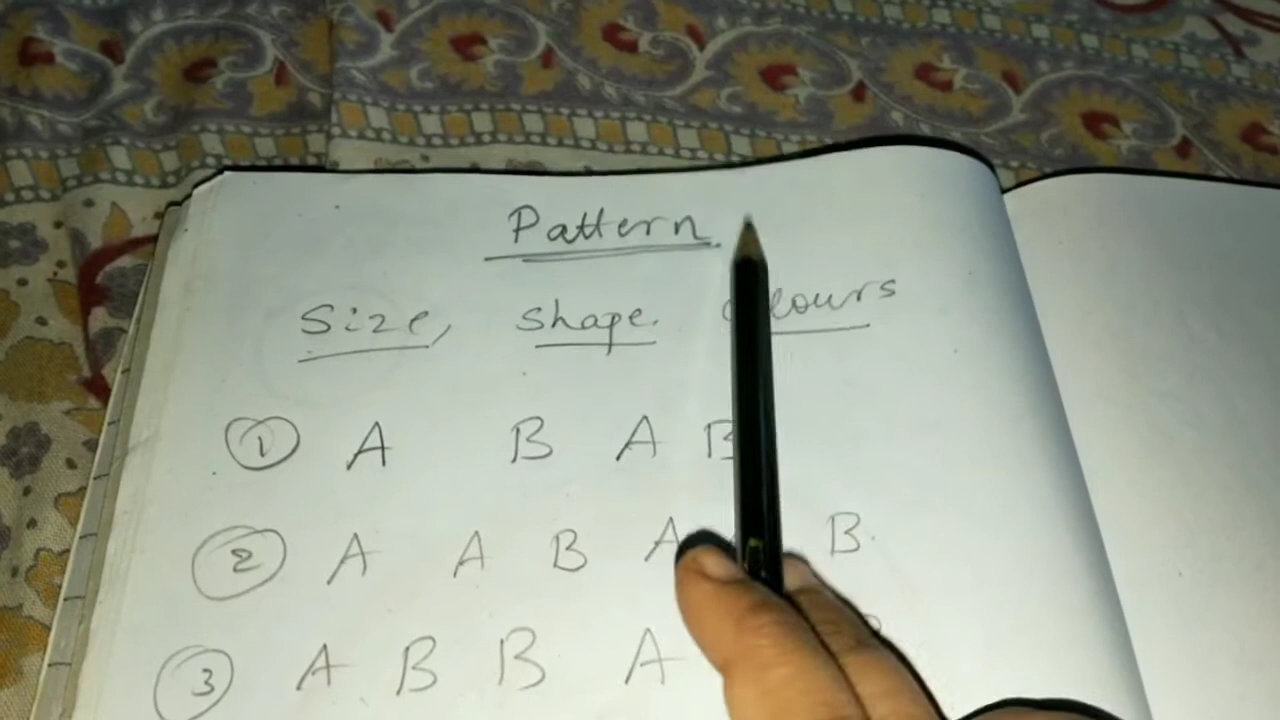 Pattern
Size, Shape. Colours
1 A B A B
2 A A B A B.
3 A B B A